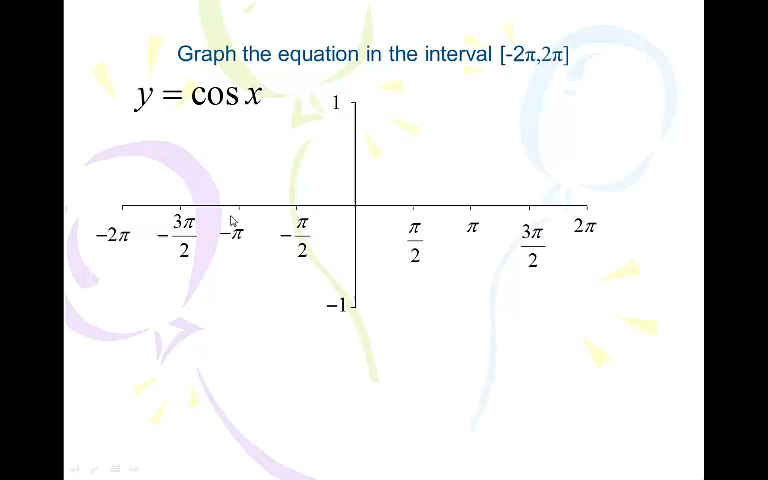 Graph the equation in the interval [-2π,2π]
y = cos x
1
−2π
−3π/2
−π
−π/2
π/2
π
3π/2
2π
−1